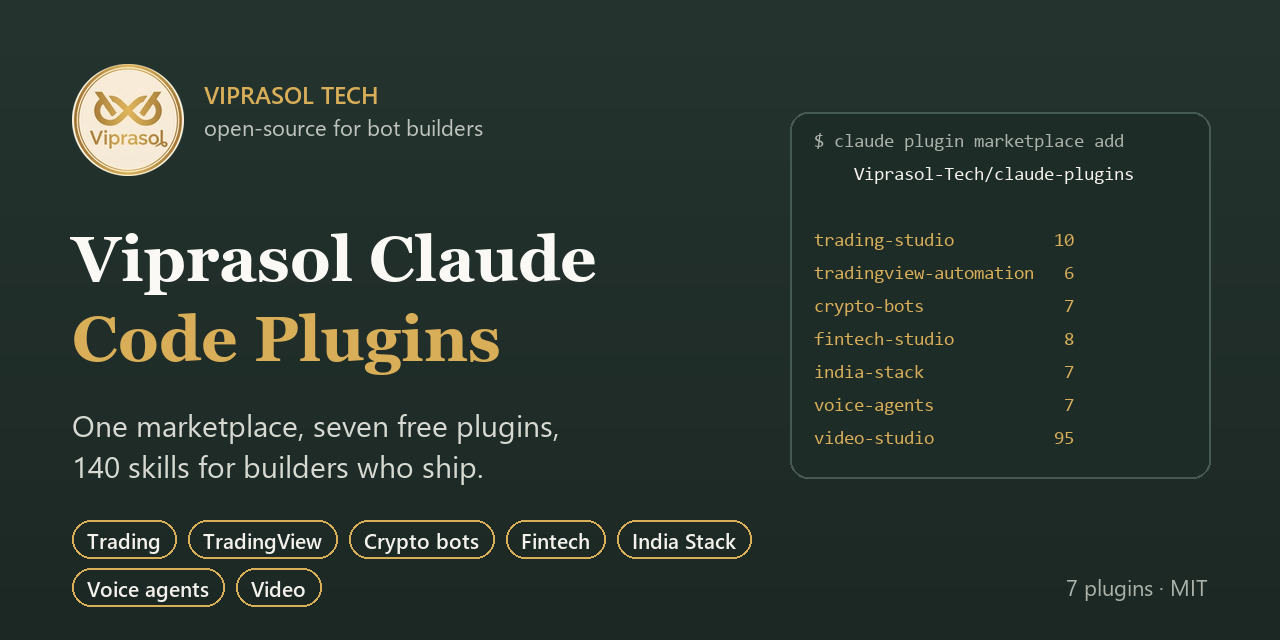 Viprasol
VIPRASOL TECH
open-source for bot builders
Viprasol Claude
Code Plugins
One marketplace, seven free plugins,
140 skills for builders who ship.
Trading
TradingView
Crypto bots
Fintech
India Stack
Voice agents
Video
$ claude plugin marketplace add
Viprasol-Tech/claude-plugins
trading-studio 10
tradingview-automation 6
crypto-bots 7
fintech-studio 8
india-stack 7
voice-agents 7
video-studio 95
7 plugins · MIT